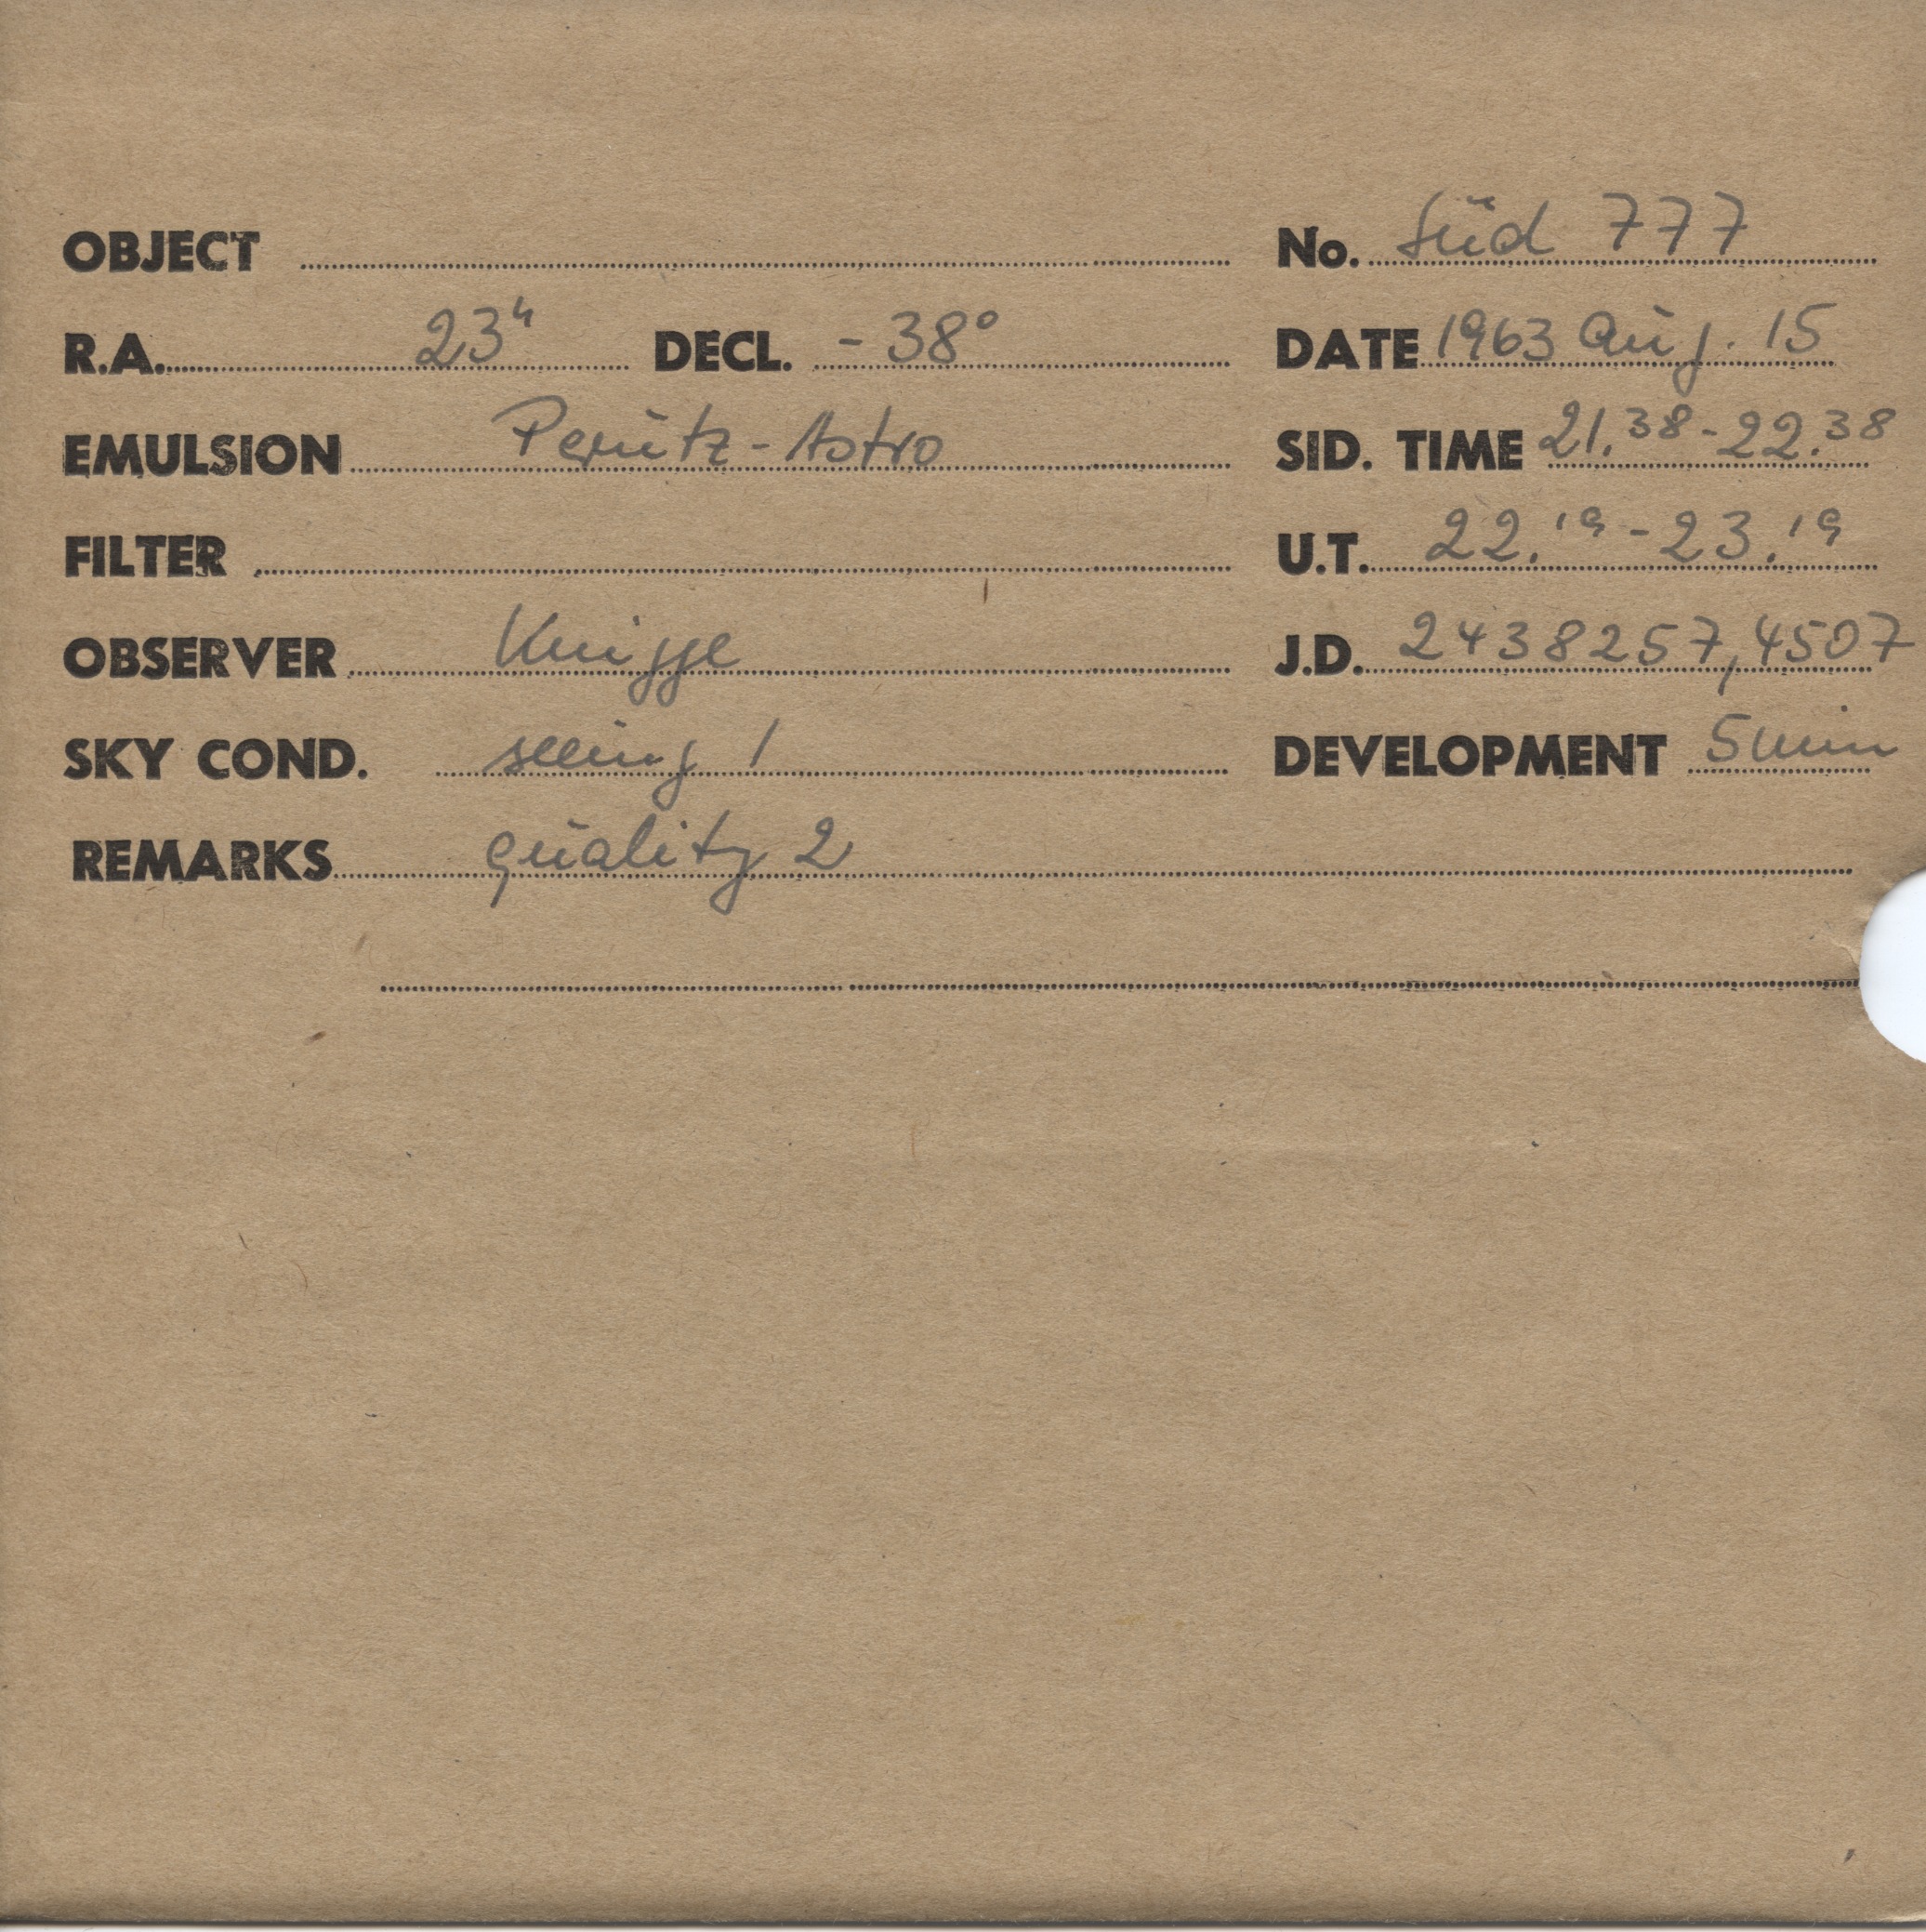 OBJECT No. Süd 777
R.A. 23h DECL. - 38° DATE 1963 Aug. 15
EMULSION Perutz - Astro SID. TIME 21.38 - 22.38
FILTER U.T. 22.19 - 23.19
OBSERVER Knigge J.D. 2438257,4507
SKY COND. seeing 1 DEVELOPMENT 5 min
REMARKS quality 2